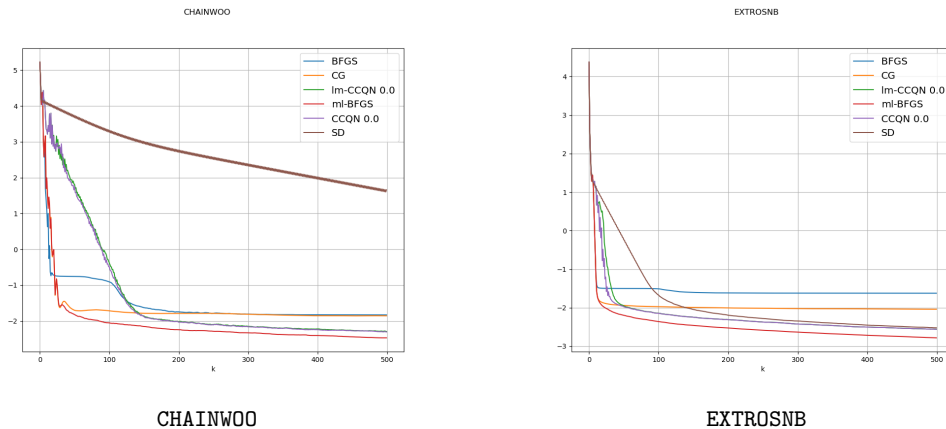 CHAINWOO
5
4
3
2
1
0
−1
−2
0
100
200
300
400
500
k
BFGS
CG
lm-CCQN 0.0
ml-BFGS
CCQN 0.0
SD
CHAINWOO
EXTROSNB
4
3
2
1
0
−1
−2
−3
0
100
200
300
400
500
k
BFGS
CG
lm-CCQN 0.0
ml-BFGS
CCQN 0.0
SD
EXTROSNB